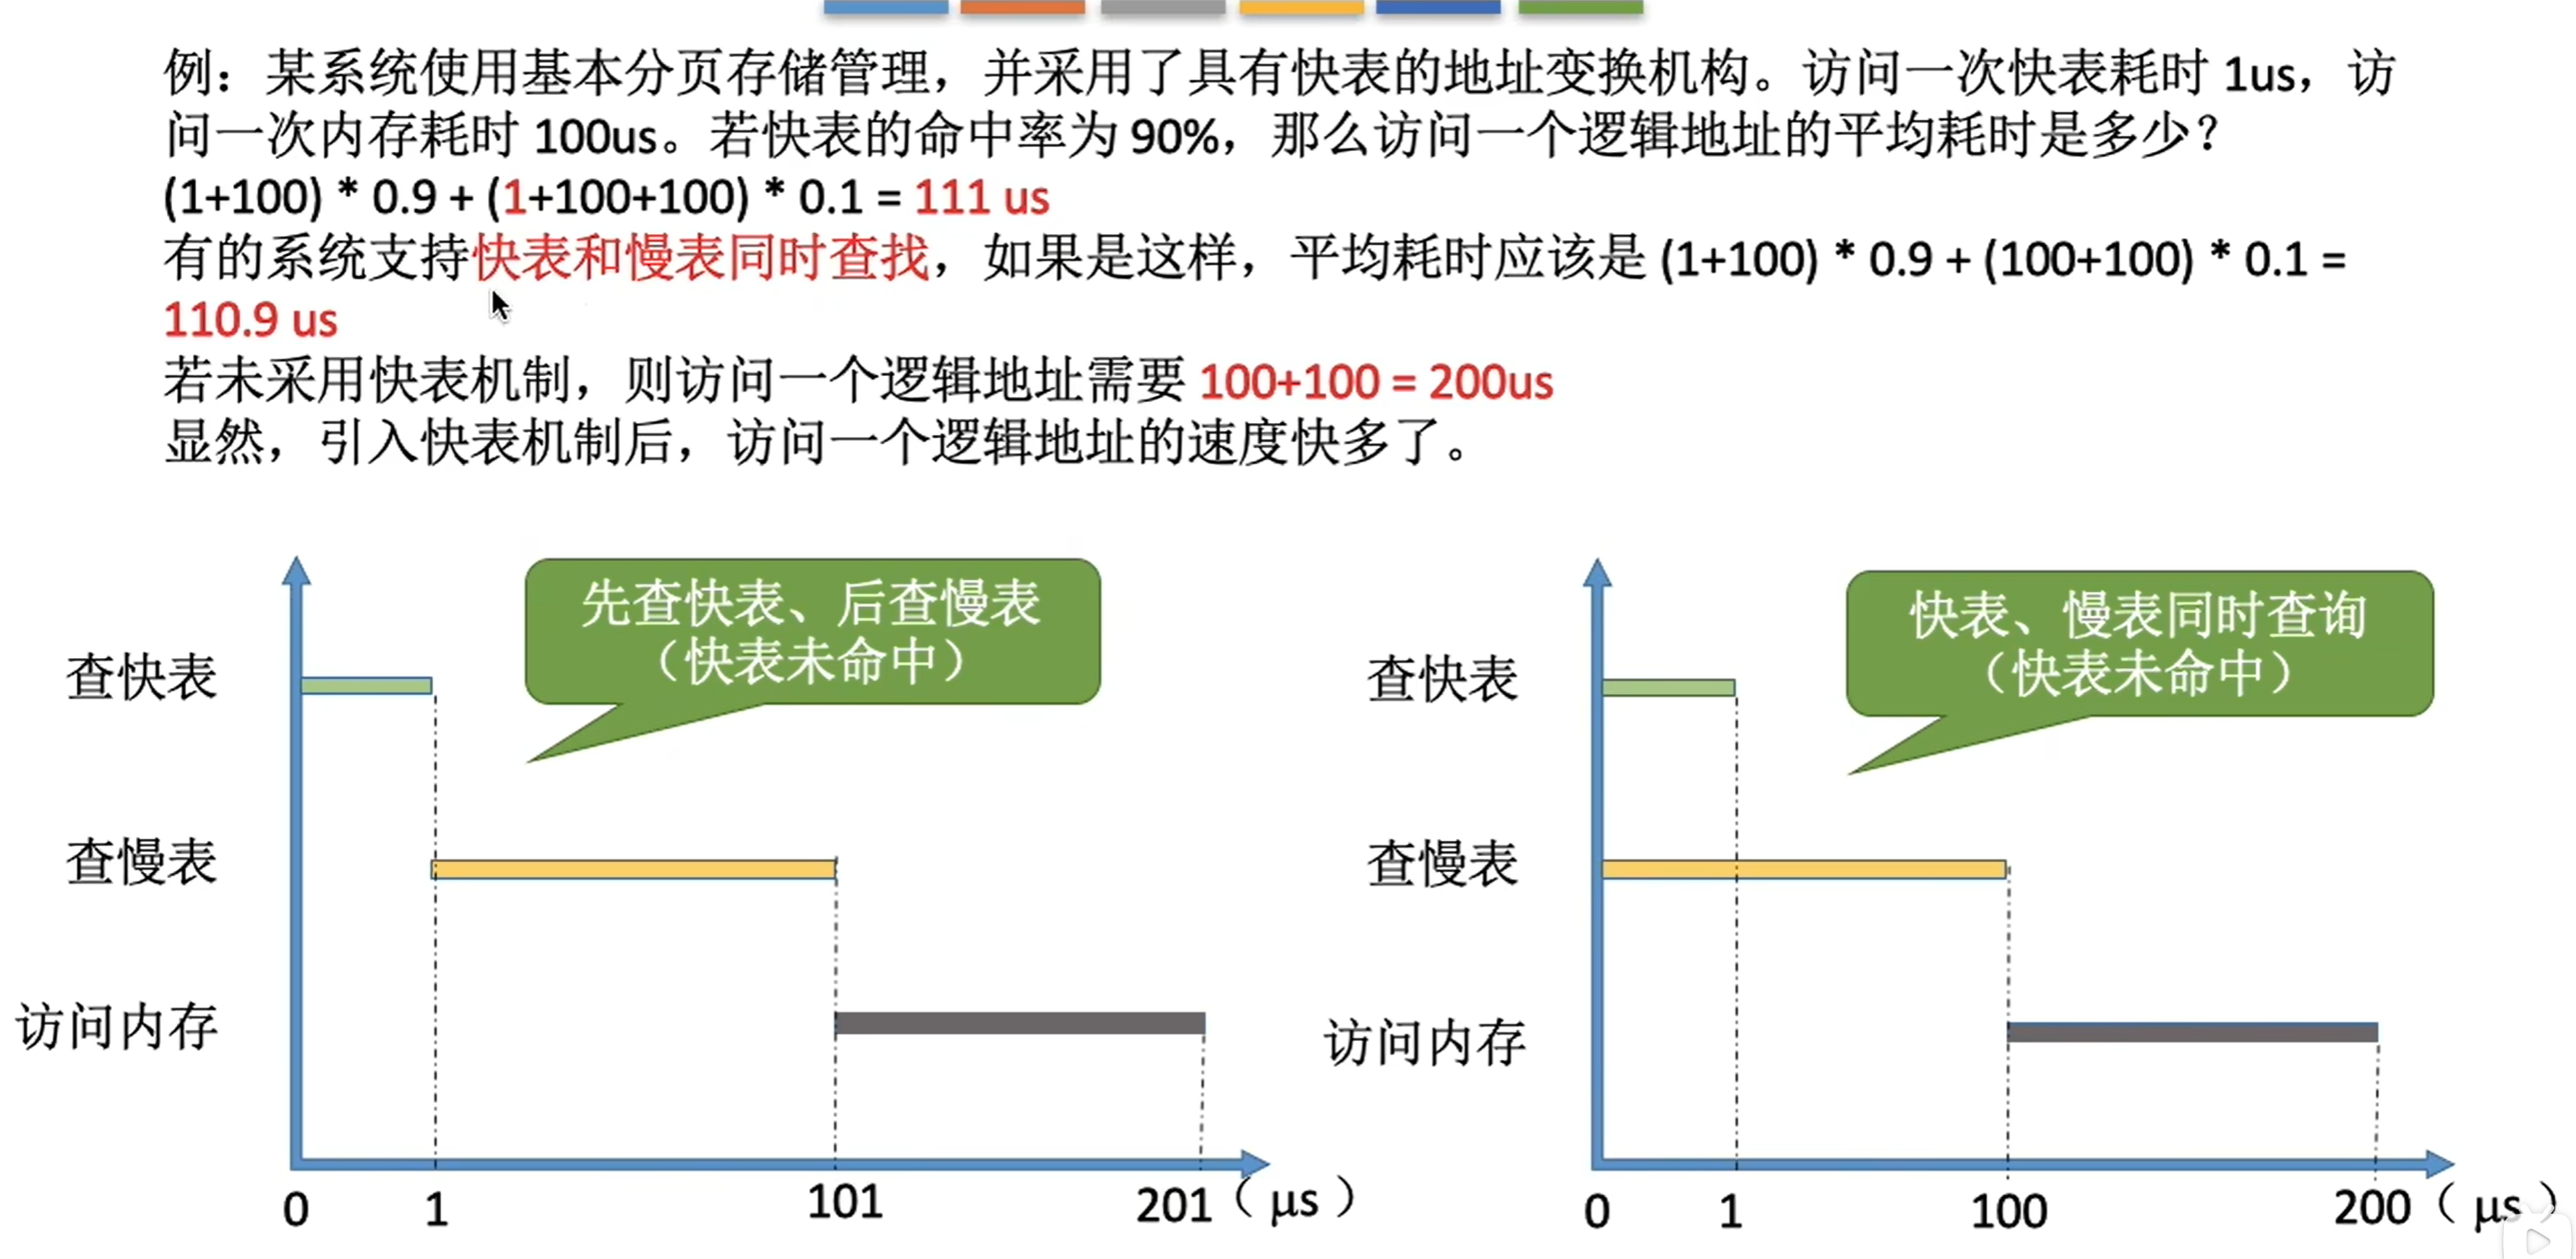 例：某系统使用基本分页存储管理，并采用了具有快表的地址变换机构。访问一次快表耗时 1us，访
问一次内存耗时 100us。若快表的命中率为 90%，那么访问一个逻辑地址的平均耗时是多少？
(1+100) * 0.9 + (1+100+100) * 0.1 = 111 us
有的系统支持快表和慢表同时查找，如果是这样，平均耗时应该是 (1+100) * 0.9 + (100+100) * 0.1 =
110.9 us
若未采用快表机制，则访问一个逻辑地址需要 100+100 = 200us
显然，引入快表机制后，访问一个逻辑地址的速度快多了。
先查快表、后查慢表
（快表未命中）
查快表
查慢表
访问内存
0 1 101 201（μs）
快表、慢表同时查询
（快表未命中）
查快表
查慢表
访问内存
0 1 100 200（μs）